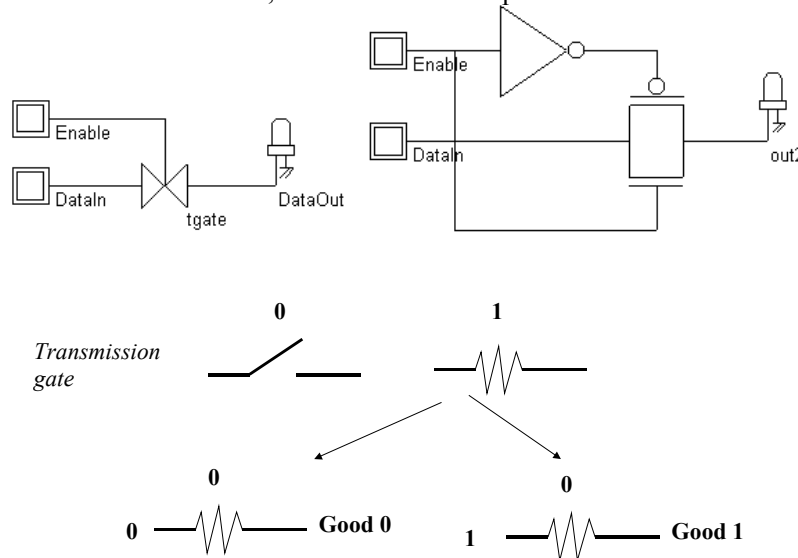 Enable
DataIn
tgate
DataOut
Enable
DataIn
out2
0
1
Transmission
gate
0
0
Good 0
0
1
Good 1